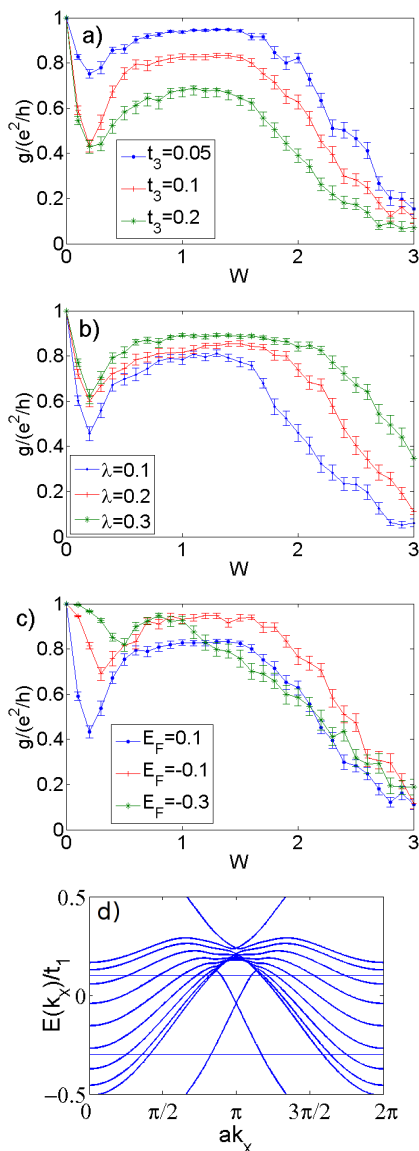 a)
g/(e²/h)
1
0.8
0.6
0.4
0.2
0
t₃=0.05
t₃=0.1
t₃=0.2
0 1 2 3
W
b)
g/(e²/h)
1
0.8
0.6
0.4
0.2
0
λ=0.1
λ=0.2
λ=0.3
0 1 2 3
W
c)
g/(e²/h)
1
0.8
0.6
0.4
0.2
0
E_F=0.1
E_F=-0.1
E_F=-0.3
0 1 2 3
W
d)
E(kₓ)/t₁
0.5
0
-0.5
0 π/2 π 3π/2 2π
akₓ